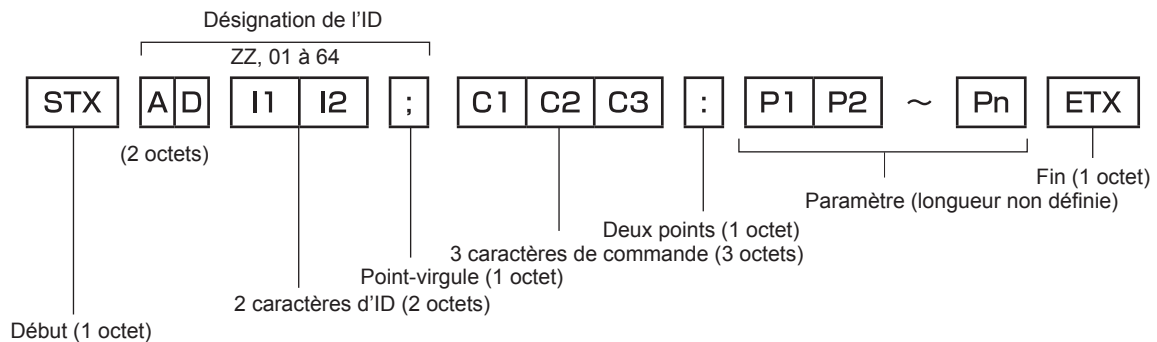 Désignation de l'ID
ZZ, 01 à 64
STX A D I1 I2 ; C1 C2 C3 : P1 P2 ~ Pn ETX
(2 octets)
Fin (1 octet)
Paramètre (longueur non définie)
Deux points (1 octet)
3 caractères de commande (3 octets)
Point-virgule (1 octet)
2 caractères d'ID (2 octets)
Début (1 octet)